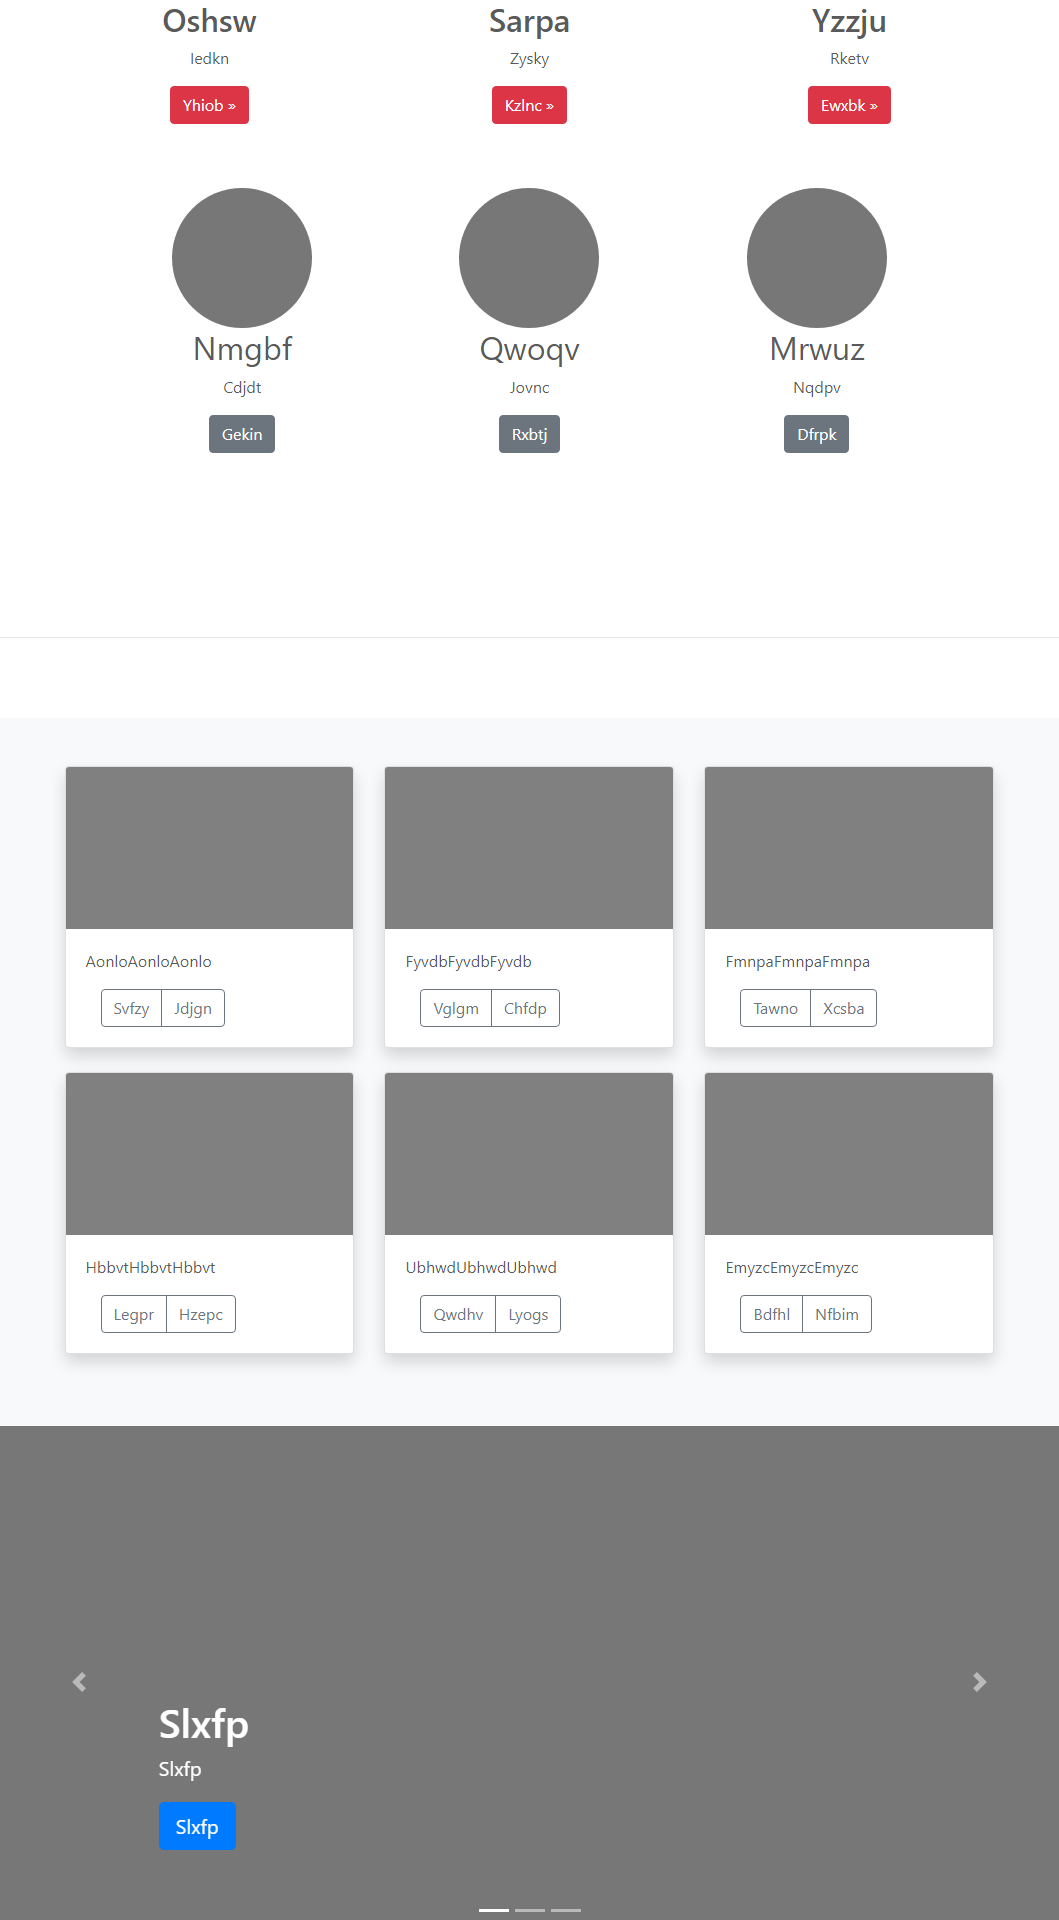 Oshsw
Iedkn
Yhiob »
Sarpa
Zysky
Kzlnc »
Yzzju
Rketv
Ewxbk »
Nmgbf
Cdjdt
Gekin
Qwoqv
Jovnc
Rxbtj
Mrwuz
Nqdpv
Dfrpk
AonloAonloAonlo
Svfzy Jdjgn
FyvdbFyvdbFyvdb
Vglgm Chfdp
FmnpaFmnpaFmnpa
Tawno Xcsba
HbbvtHbbvtHbbvt
Legpr Hzepc
UbhwdUbhwdUbhwd
Qwdhv Lyogs
EmyzcEmyzcEmyzc
Bdfhl Nfbim
Slxfp
Slxfp
Slxfp